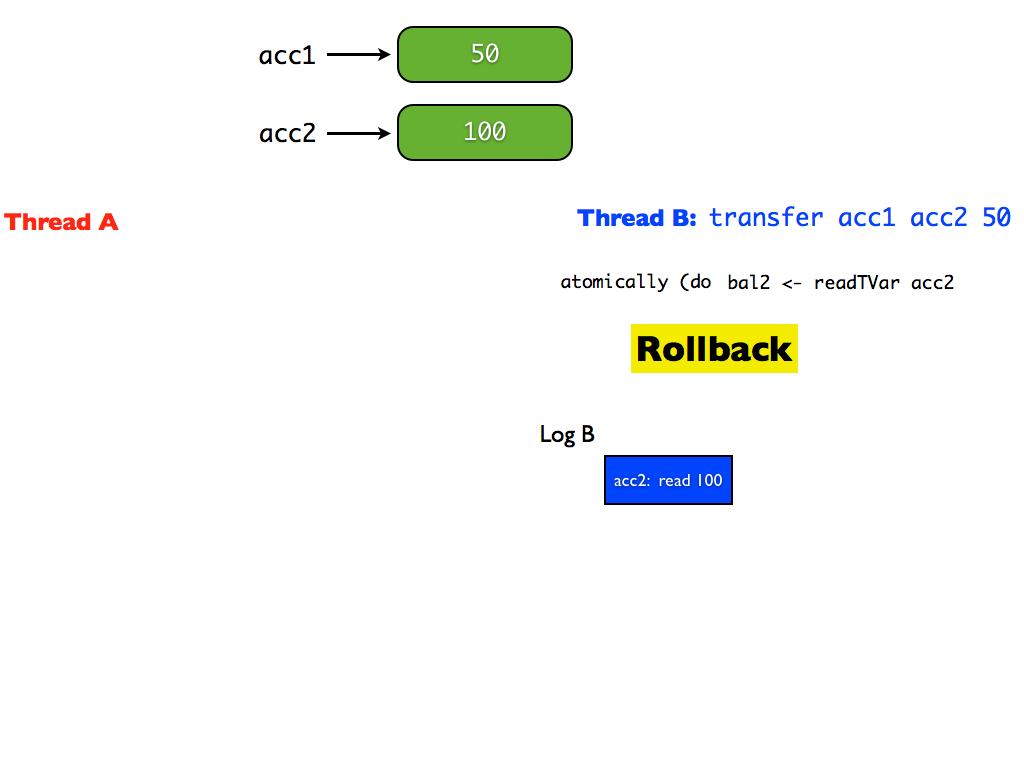 acc1 50
acc2 100
Thread A
Thread B: transfer acc1 acc2 50
atomically (do bal2 <- readTVar acc2
Rollback
Log B
acc2: read 100